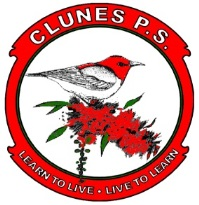 CLUNES P.S.
LEARN TO LIVE • LIVE TO LEARN